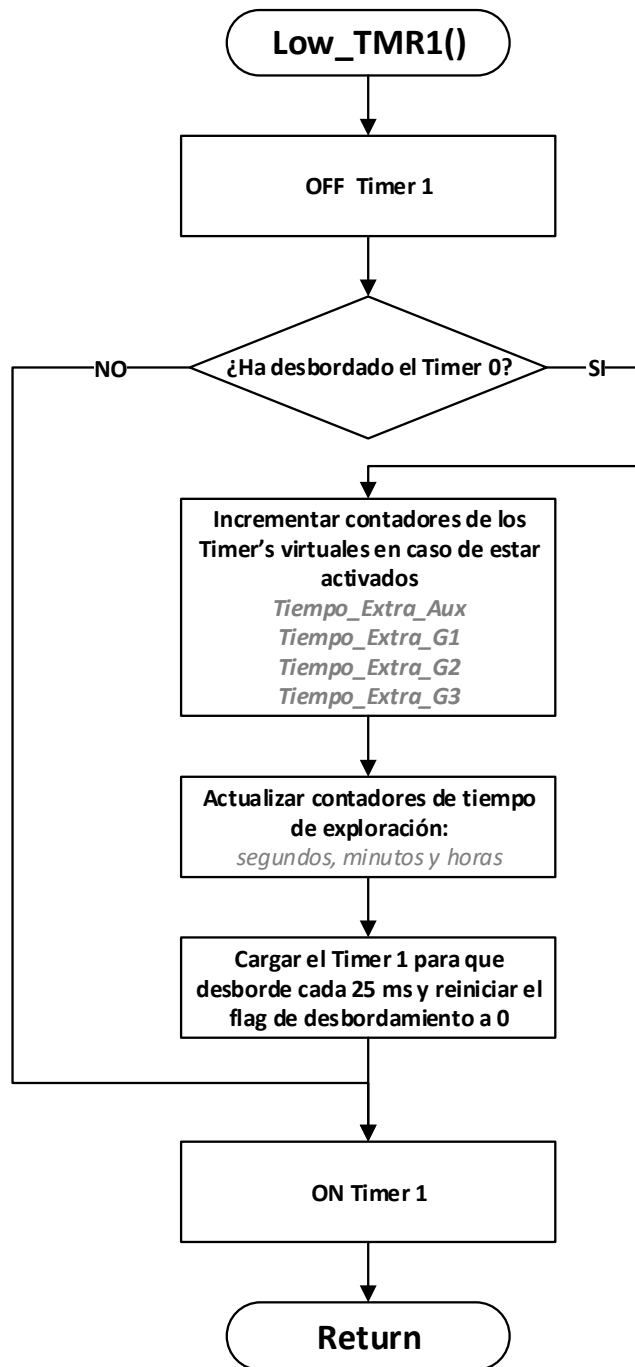 Low_TMR1()
OFF Timer 1
¿Ha desbordado el Timer 0?
NO
SI
Incrementar contadores de los
Timer's virtuales en caso de estar
activados
Tiempo_Extra_Aux
Tiempo_Extra_G1
Tiempo_Extra_G2
Tiempo_Extra_G3
Actualizar contadores de tiempo
de exploración:
segundos, minutos y horas
Cargar el Timer 1 para que
desborde cada 25 ms y reiniciar el
flag de desbordamiento a 0
ON Timer 1
Return